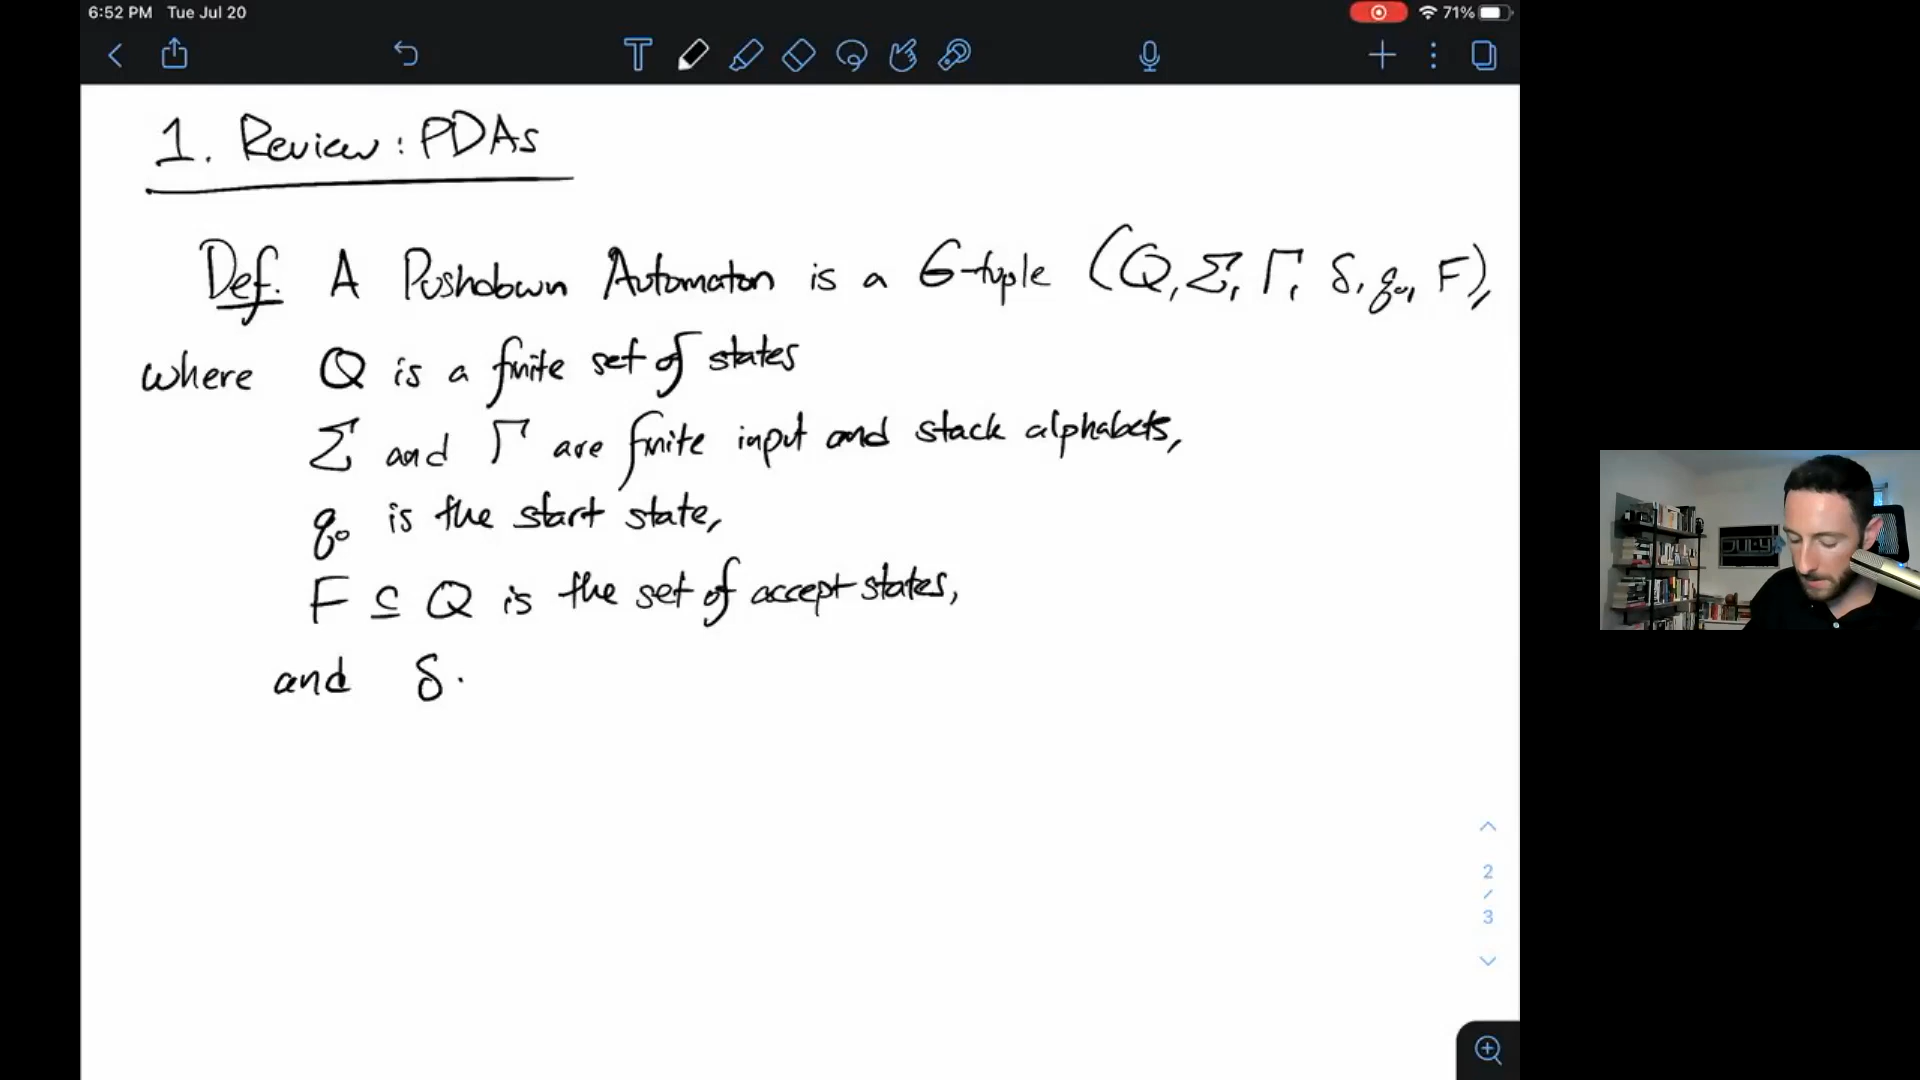 6:52 PM Tue Jul 20
71%
1. Review: PDAs
Def. A Pushdown Automaton is a 6-tuple (Q, Σ, Γ, δ, q₀, F),
where Q is a finite set of states
Σ and Γ are finite input and stack alphabets,
q₀ is the start state,
F ⊆ Q is the set of accept states,
and δ.
2
/
3